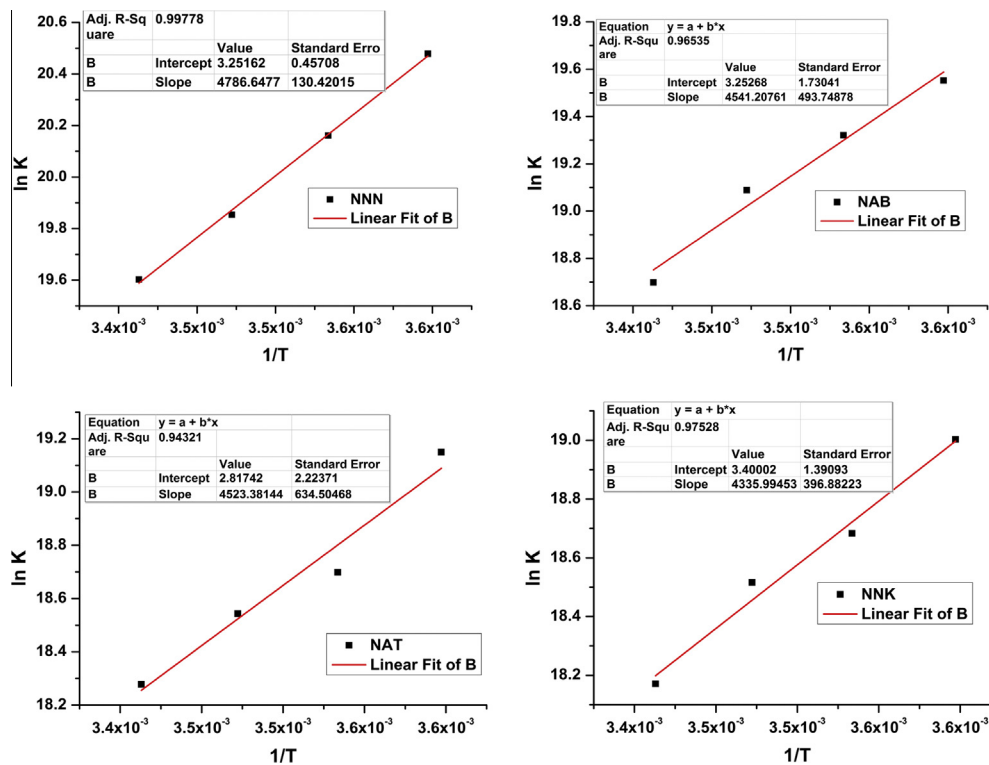 Adj. R-Sq 0.99778
uare
Value Standard Erro
B Intercept 3.25162 0.45708
B Slope 4786.6477 130.42015
20.6
20.4
20.2
20.0
19.8
19.6
ln K
NNN
Linear Fit of B
3.4x10⁻³ 3.5x10⁻³ 3.5x10⁻³ 3.6x10⁻³ 3.6x10⁻³
1/T
Equation y = a + b*x
Adj. R-Squ 0.96535
are
Value Standard Error
B Intercept 3.25268 1.73041
B Slope 4541.20761 493.74878
19.8
19.6
19.4
19.2
19.0
18.8
18.6
ln K
NAB
Linear Fit of B
3.4x10⁻³ 3.5x10⁻³ 3.5x10⁻³ 3.6x10⁻³ 3.6x10⁻³
1/T
Equation y = a + b*x
Adj. R-Squ 0.94321
are
Value Standard Error
B Intercept 2.81742 2.22371
B Slope 4523.38144 634.50468
19.2
19.0
18.8
18.6
18.4
18.2
ln K
NAT
Linear Fit of B
3.4x10⁻³ 3.5x10⁻³ 3.6x10⁻³ 3.6x10⁻³
1/T
Equation y = a + b*x
Adj. R-Squ 0.97528
are
Value Standard Error
B Intercept 3.40002 1.39093
B Slope 4335.99453 396.88223
19.0
18.8
18.6
18.4
18.2
ln K
NNK
Linear Fit of B
3.4x10⁻³ 3.5x10⁻³ 3.5x10⁻³ 3.6x10⁻³ 3.6x10⁻³
1/T